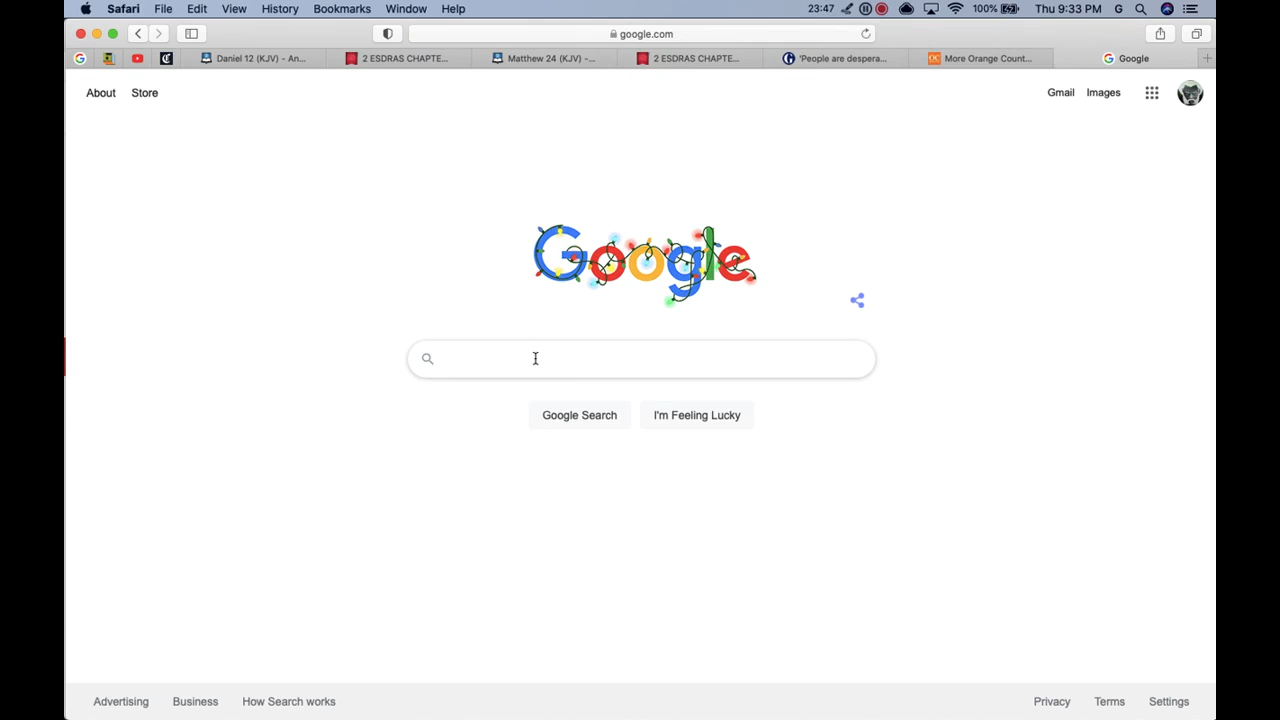 Safari File Edit View History Bookmarks Window Help 23:47 100% Thu 9:33 PM G
google.com
Daniel 12 (KJV) - An... 2 ESDRAS CHAPTE... Matthew 24 (KJV) -... 2 ESDRAS CHAPTE... 'People are despera... More Orange Count... Google
About Store Gmail Images
Google
Google Search I'm Feeling Lucky
Advertising Business How Search works Privacy Terms Settings